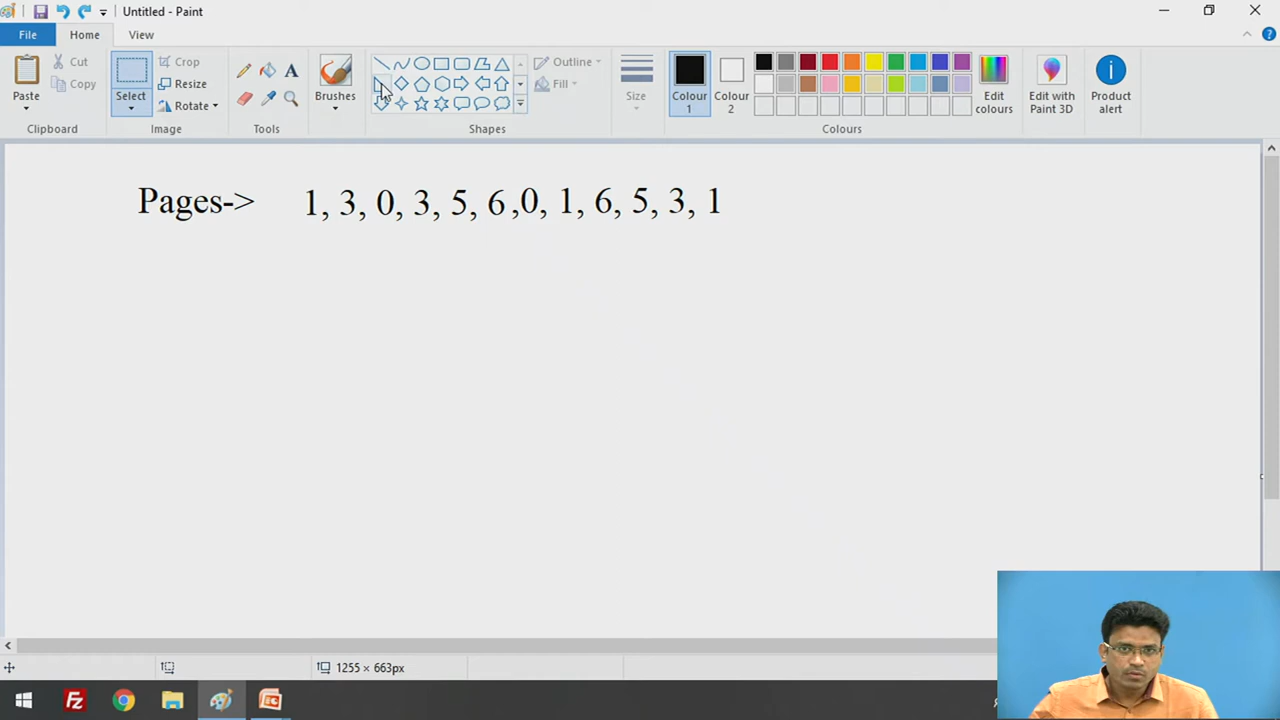 Untitled - Paint
File
Home
View
Paste
Cut
Copy
Clipboard
Select
Crop
Resize
Rotate
Image
A
Tools
Brushes
Shapes
Outline
Fill
Size
Colour 1
Colour 2
Edit colours
Colours
Edit with Paint 3D
Product alert
Pages-> 1, 3, 0, 3, 5, 6 ,0, 1, 6, 5, 3, 1
1255 × 663px
Fz